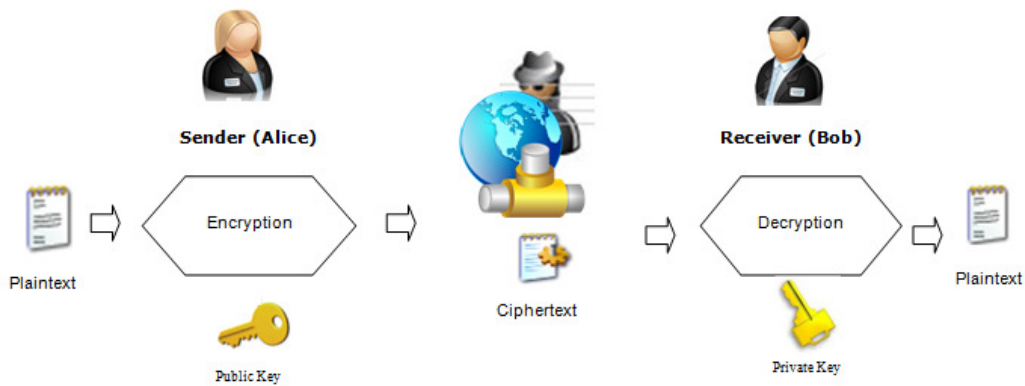 Sender (Alice)
Receiver (Bob)
Encryption
Decryption
Plaintext
Ciphertext
Plaintext
Public Key
Private Key